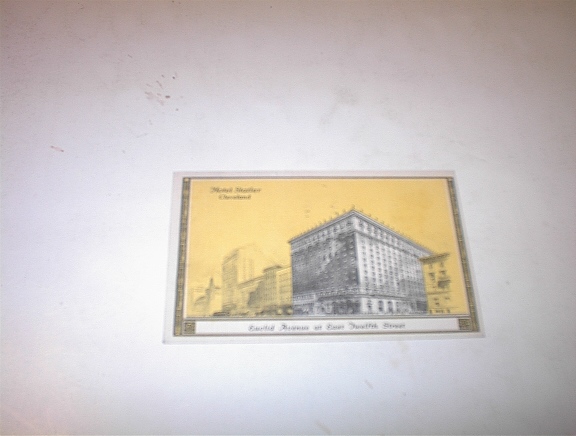 Hotel Statler
Cleveland
Euclid Avenue at East Twelfth Street